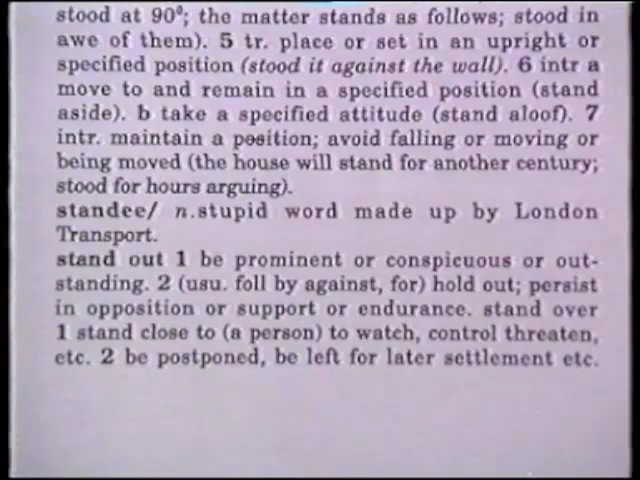 stood at 90°; the matter stands as follows; stood in
awe of them). 5 tr. place or set in an upright or
specified position (stood it against the wall). 6 intr a
move to and remain in a specified position (stand
aside). b take a specified attitude (stand aloof). 7
intr. maintain a position; avoid falling or moving or
being moved (the house will stand for another century;
stood for hours arguing).
standee/ n.stupid word made up by London
Transport.
stand out 1 be prominent or conspicuous or out-
standing. 2 (usu. foll by against, for) hold out; persist
in opposition or support or endurance. stand over
1 stand close to (a person) to watch, control threaten,
etc. 2 be postponed, be left for later settlement etc.